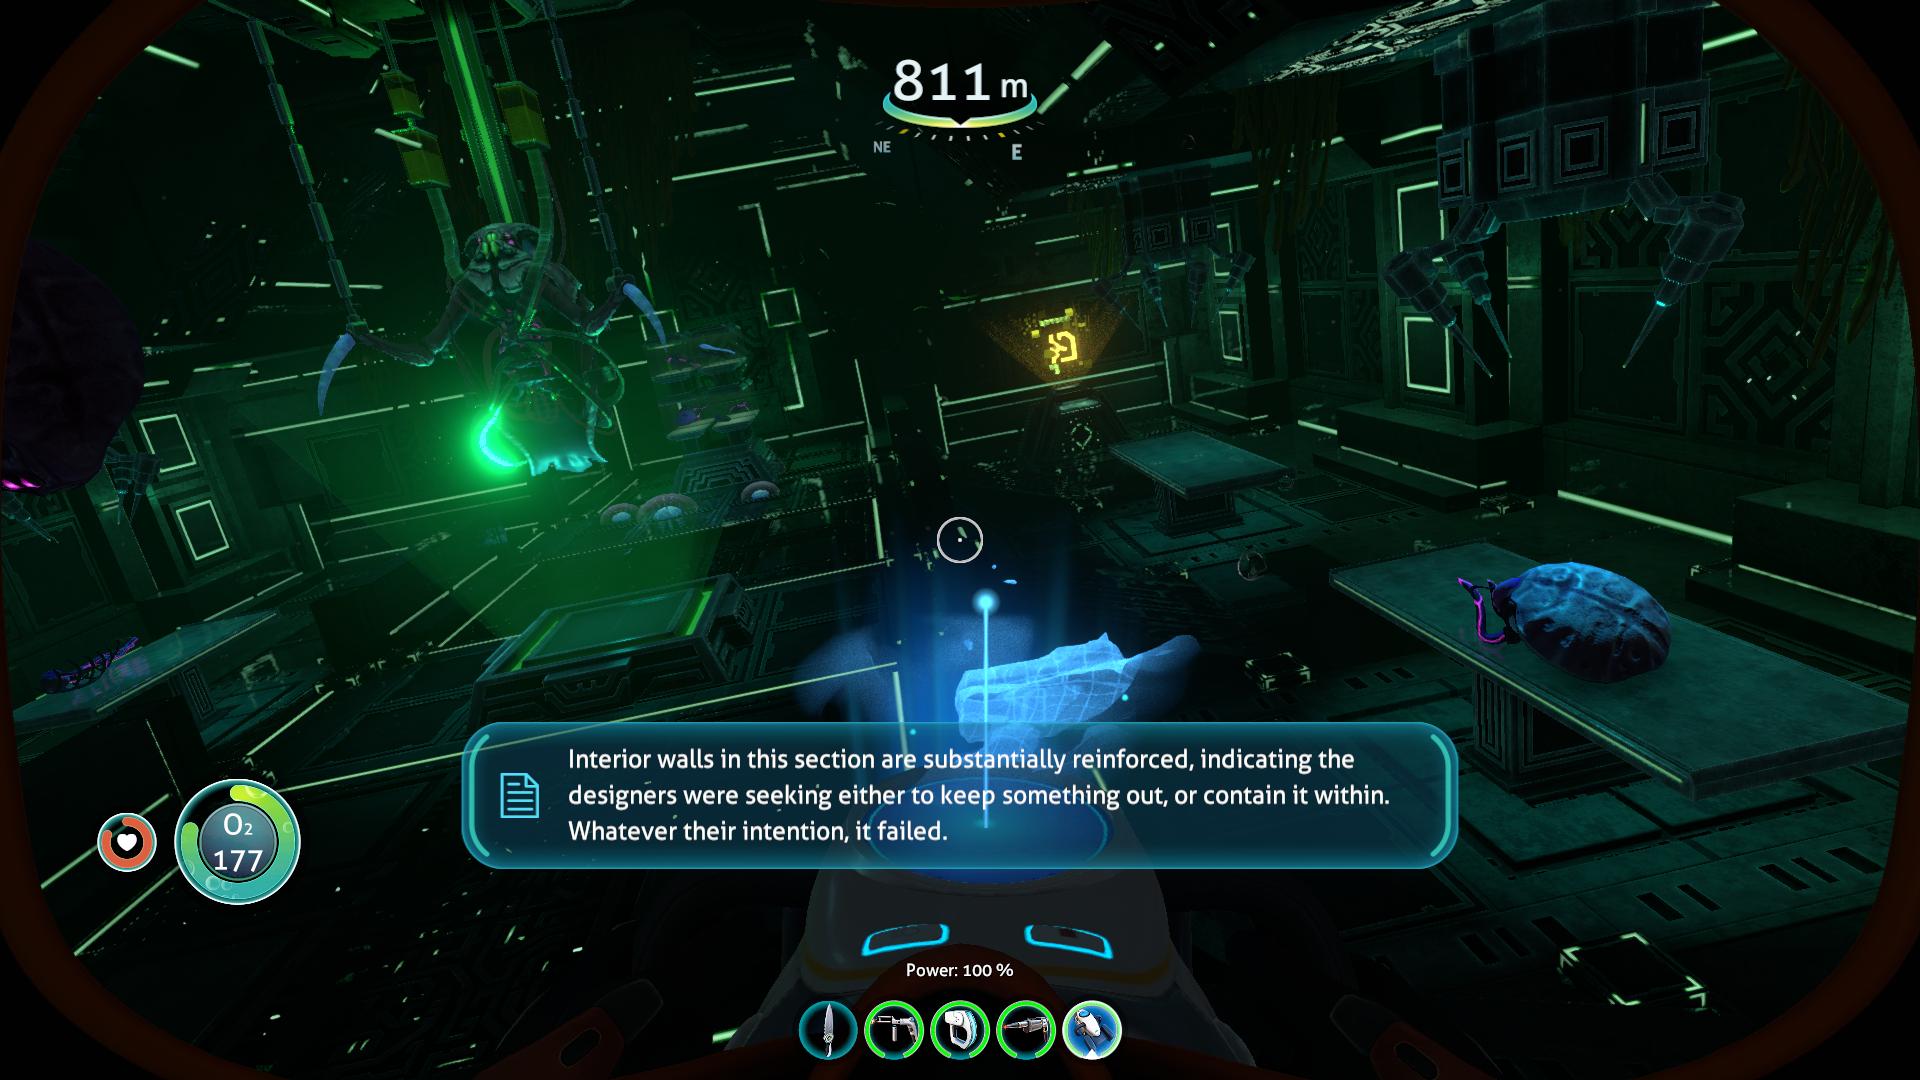 811 m
NE E
Interior walls in this section are substantially reinforced, indicating the
designers were seeking either to keep something out, or contain it within.
Whatever their intention, it failed.
O2
177
Power: 100 %